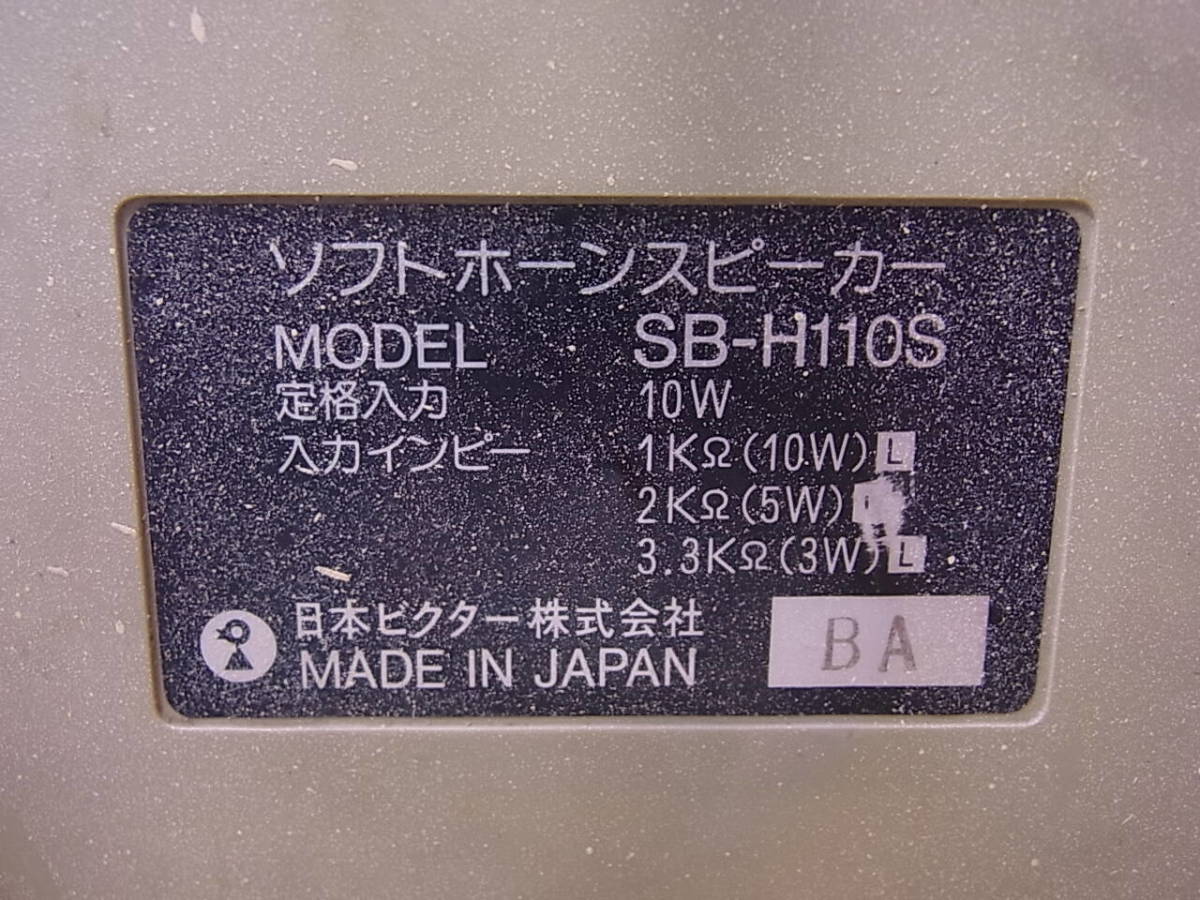 ソフトホーンスピーカー
MODEL SB-H110S
定格入力 10W
入力インピー 1KΩ(10W) L
2KΩ(5W)
3.3KΩ(3W) L
日本ビクター株式会社
MADE IN JAPAN
BA